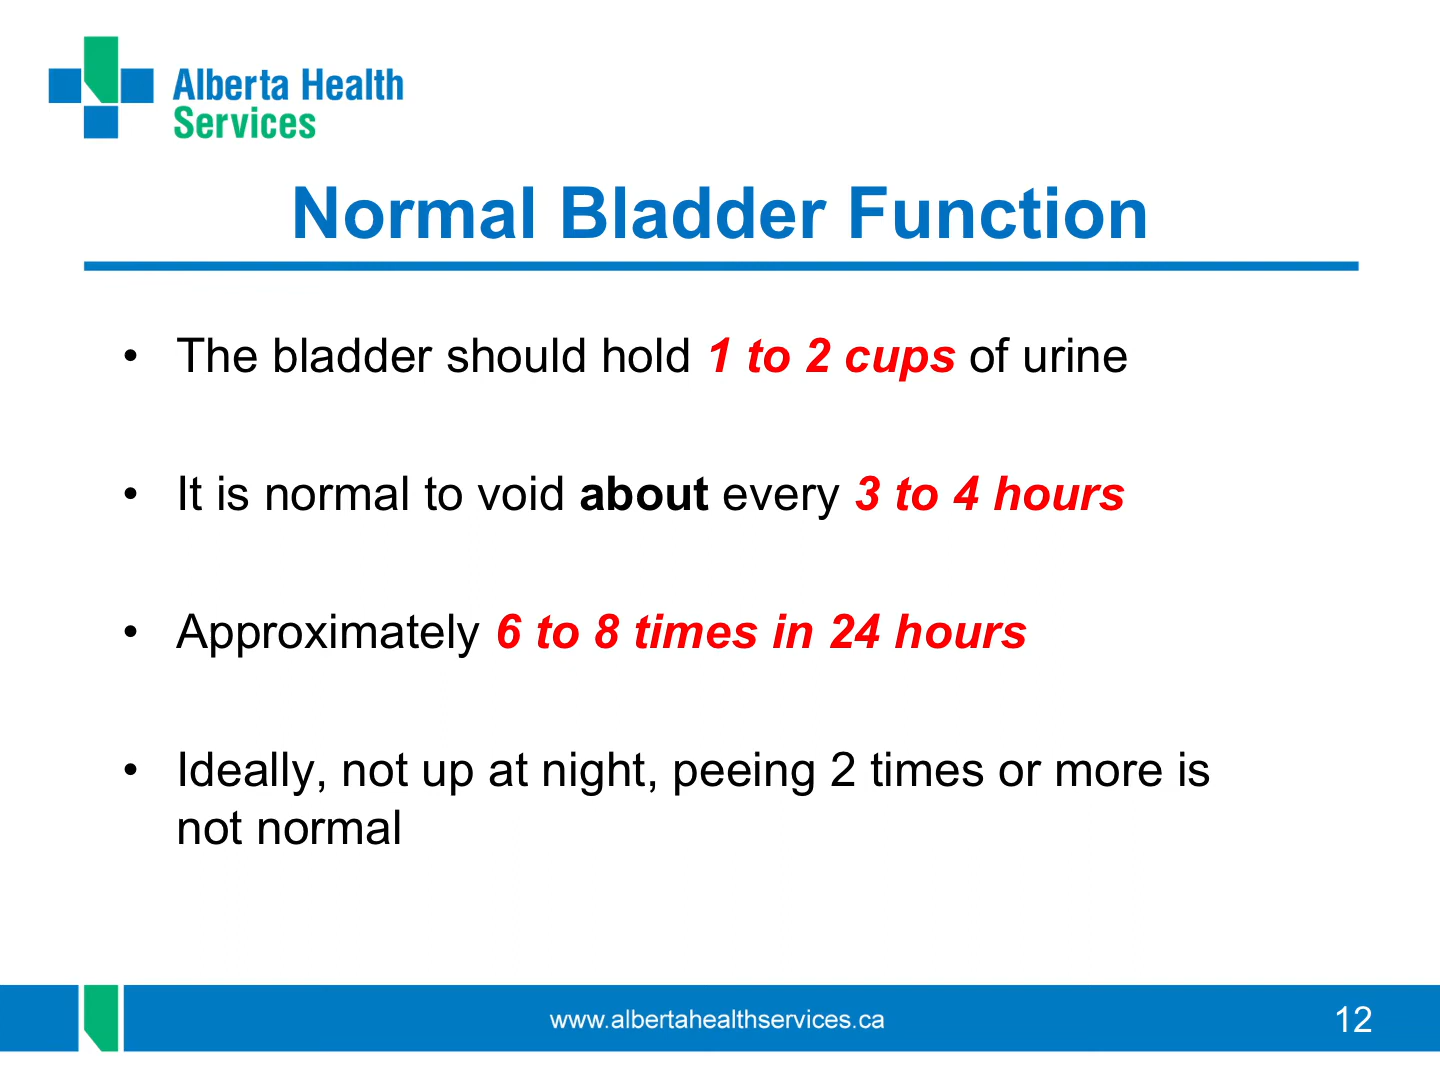 Alberta Health
Services
Normal Bladder Function
• The bladder should hold 1 to 2 cups of urine
• It is normal to void about every 3 to 4 hours
• Approximately 6 to 8 times in 24 hours
• Ideally, not up at night, peeing 2 times or more is
not normal
www.albertahealthservices.ca
12